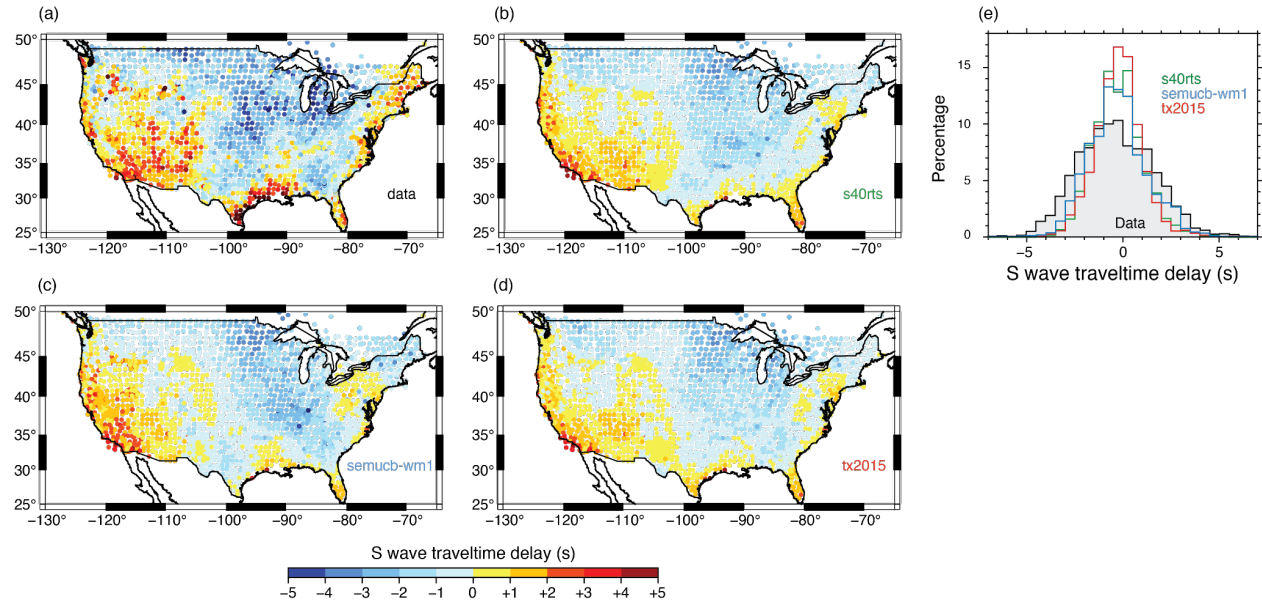 (a)
50°
45°
40°
35°
30°
25°
−130° −120° −110° −100° −90° −80° −70°
data
(b)
50°
45°
40°
35°
30°
25°
−130° −120° −110° −100° −90° −80° −70°
s40rts
(e)
Percentage
15
10
5
0
s40rts
semucb-wm1
tx2015
Data
−5 0 5
S wave traveltime delay (s)
(c)
50°
45°
40°
35°
30°
25°
−130° −120° −110° −100° −90° −80° −70°
semucb-wm1
(d)
50°
45°
40°
35°
30°
25°
−130° −120° −110° −100° −90° −80° −70°
tx2015
S wave traveltime delay (s)
−5 −4 −3 −2 −1 0 +1 +2 +3 +4 +5